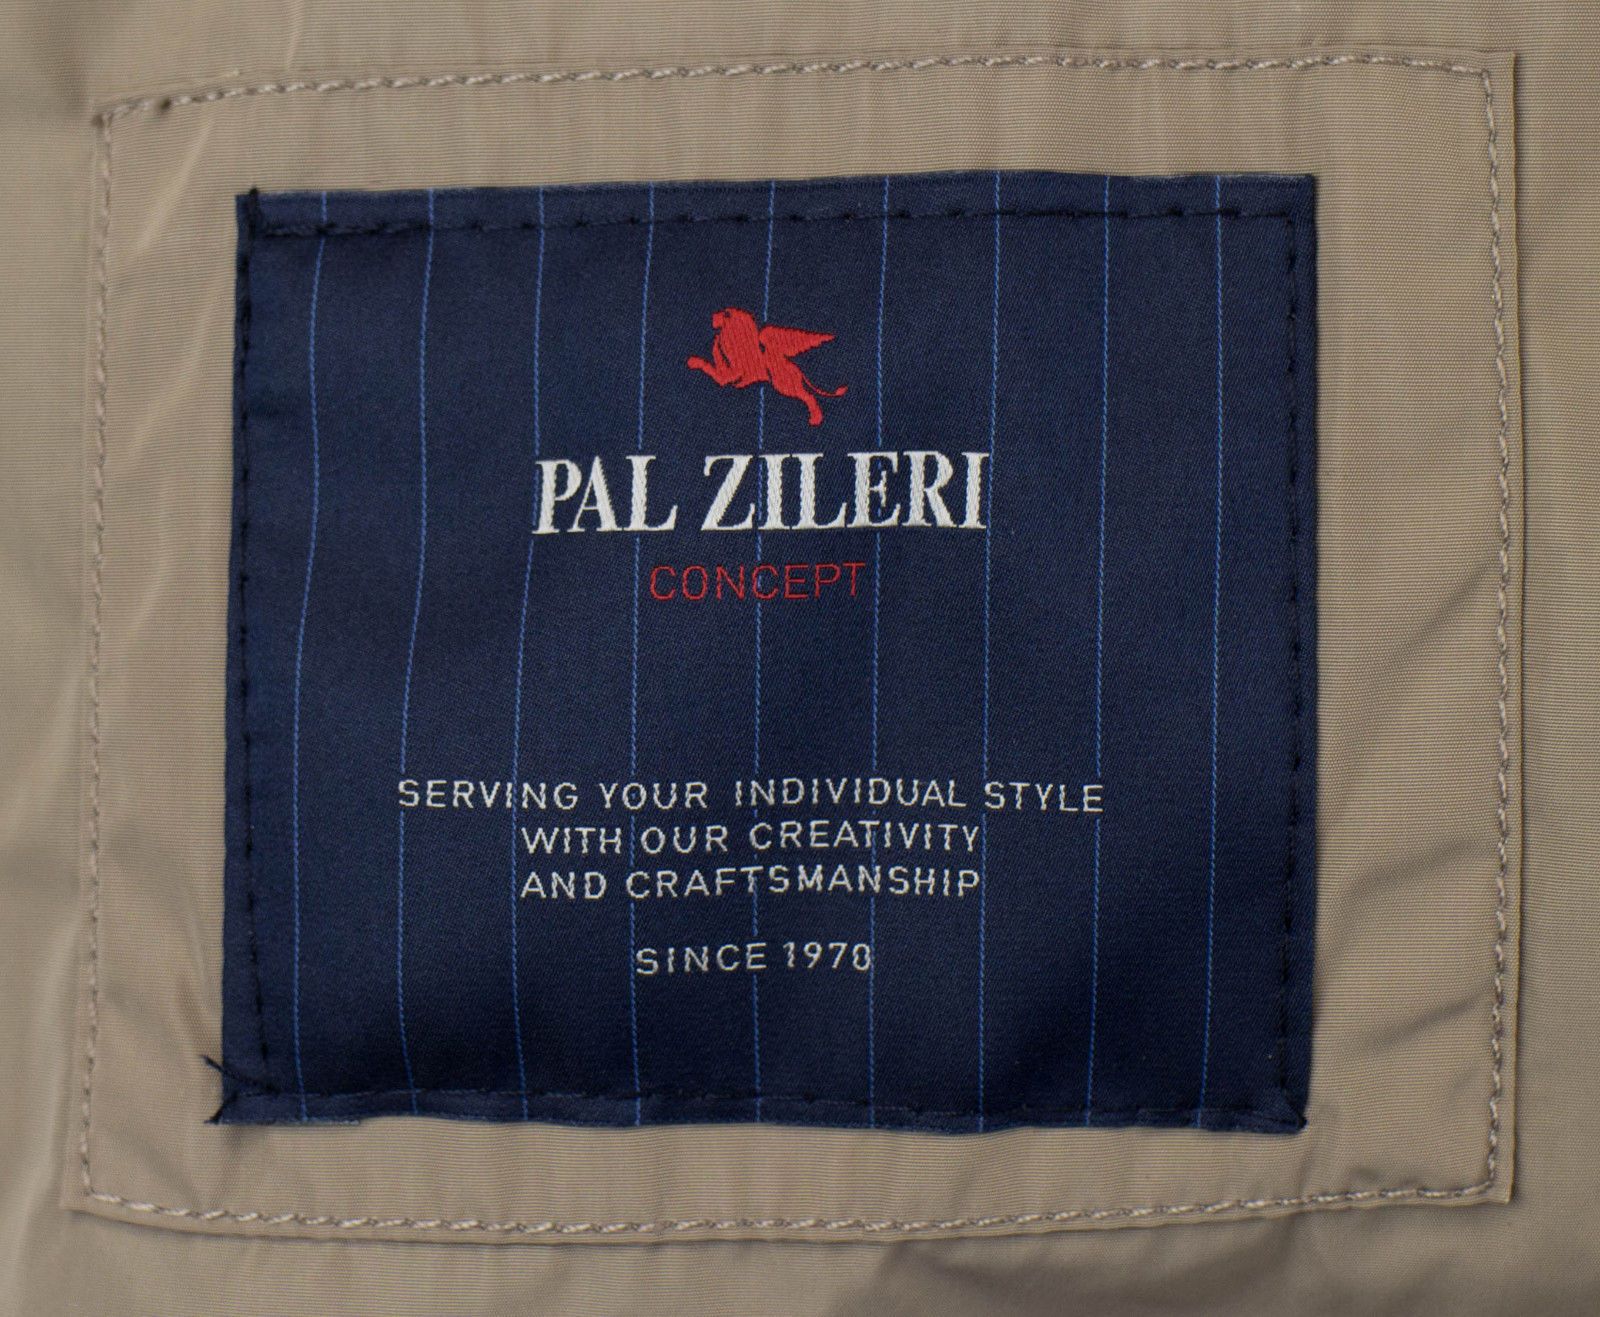 PAL ZILERI
CONCEPT
SERVING YOUR INDIVIDUAL STYLE
WITH OUR CREATIVITY
AND CRAFTSMANSHIP
SINCE 1970